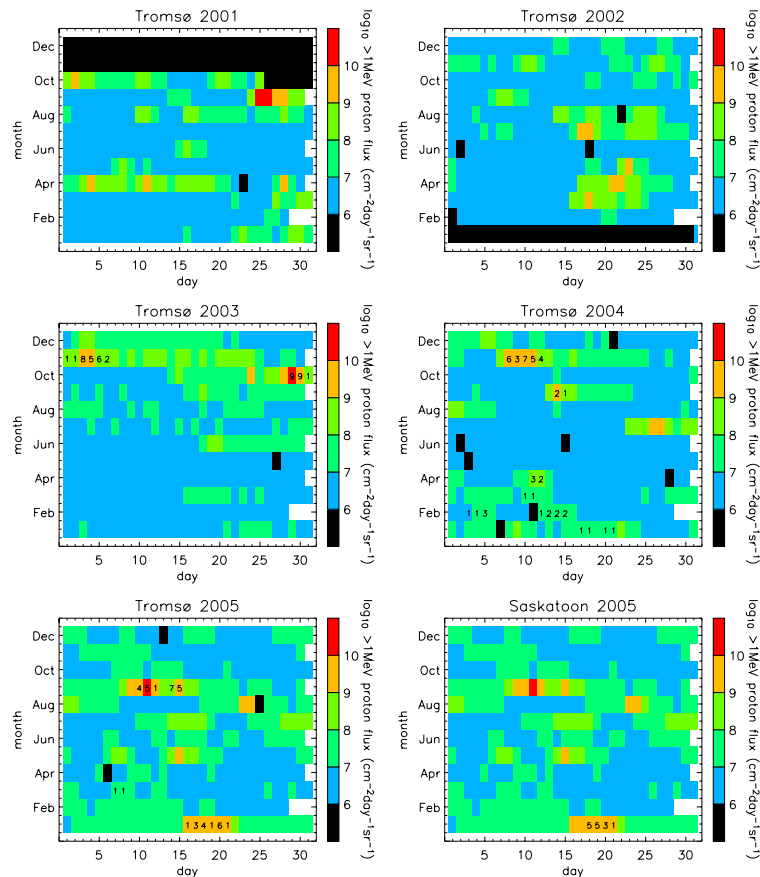 Tromsø 2001
Dec
Oct
Aug
Jun
Apr
Feb
month
5 10 15 20 25 30
day
10
9
8
7
6
log10 >1MeV proton flux (cm−2day−1sr−1)
Tromsø 2002
Dec
Oct
Aug
Jun
Apr
Feb
month
5 10 15 20 25 30
day
10
9
8
7
6
log10 >1MeV proton flux (cm−2day−1sr−1)
Tromsø 2003
Dec
1 1 8 5 6 2
Oct
9 9 1
Aug
Jun
Apr
Feb
month
5 10 15 20 25 30
day
10
9
8
7
6
log10 >1MeV proton flux (cm−2day−1sr−1)
Tromsø 2004
Dec
6 3 7 5 4
Oct
2 1
Aug
Jun
Apr
3 2
1 1
Feb
1 1 3 1 2 2 2
1 1 1 1
month
5 10 15 20 25 30
day
10
9
8
7
6
log10 >1MeV proton flux (cm−2day−1sr−1)
Tromsø 2005
Dec
Oct
4 5 1 7 5
Aug
Jun
Apr
1 1
Feb
1 3 4 1 6 1
month
5 10 15 20 25 30
day
10
9
8
7
6
log10 >1MeV proton flux (cm−2day−1sr−1)
Saskatoon 2005
Dec
Oct
Aug
Jun
Apr
Feb
5 5 3 1
month
5 10 15 20 25 30
day
10
9
8
7
6
log10 >1MeV proton flux (cm−2day−1sr−1)